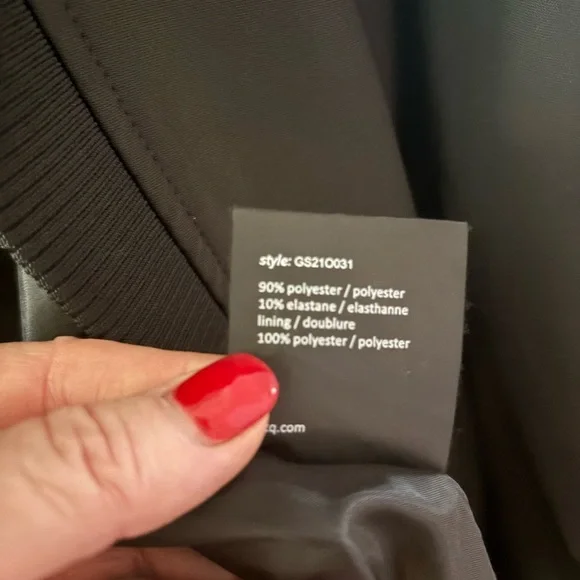 style: GS21O031
90% polyester / polyester
10% elastane / elasthanne
lining / doublure
100% polyester / polyester